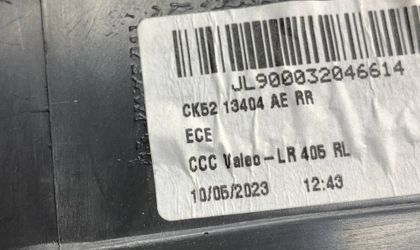 JL900032046614
CK52 13404 AE RR
ECE
CCC Valeo-LR 405 RL
10/05/2023 12:43